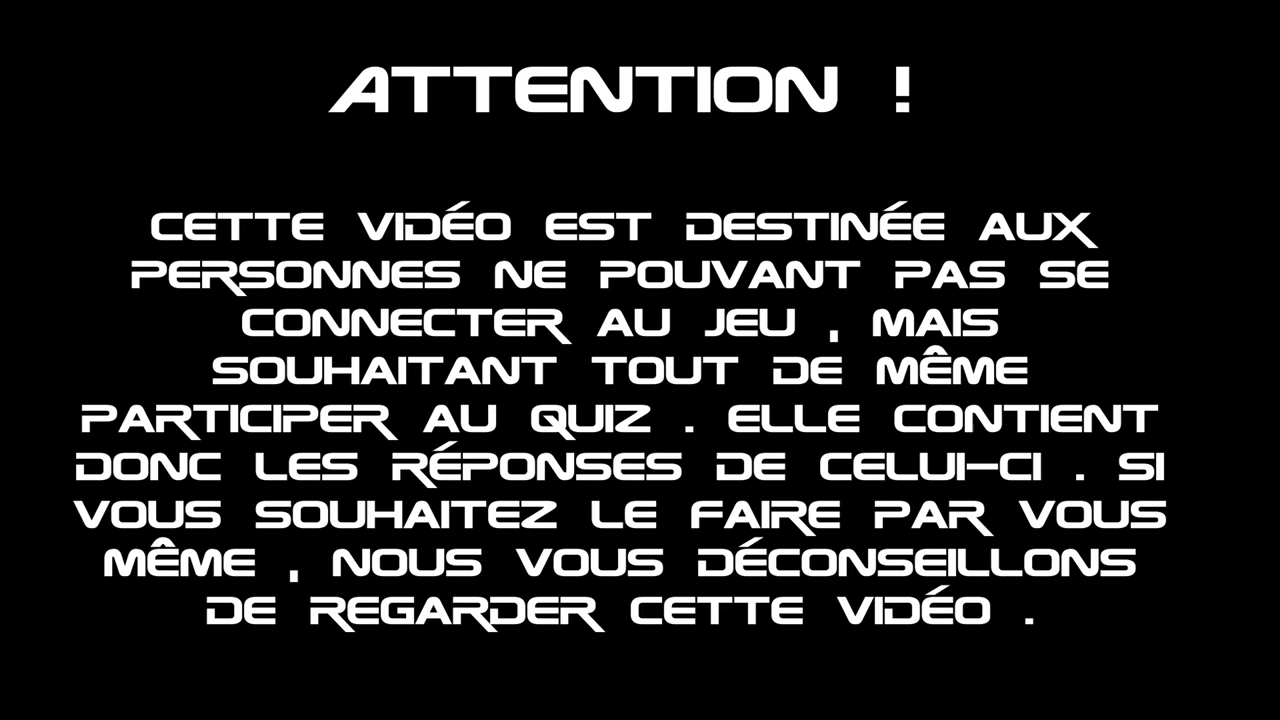 ATTENTION !
CETTE VIDÉO EST DESTINÉE AUX
PERSONNES NE POUVANT PAS SE
CONNECTER AU JEU , MAIS
SOUHAITANT TOUT DE MÊME
PARTICIPER AU QUIZ . ELLE CONTIENT
DONC LES RÉPONSES DE CELUI-CI . SI
VOUS SOUHAITEZ LE FAIRE PAR VOUS
MÊME , NOUS VOUS DÉCONSEILLONS
DE REGARDER CETTE VIDÉO .